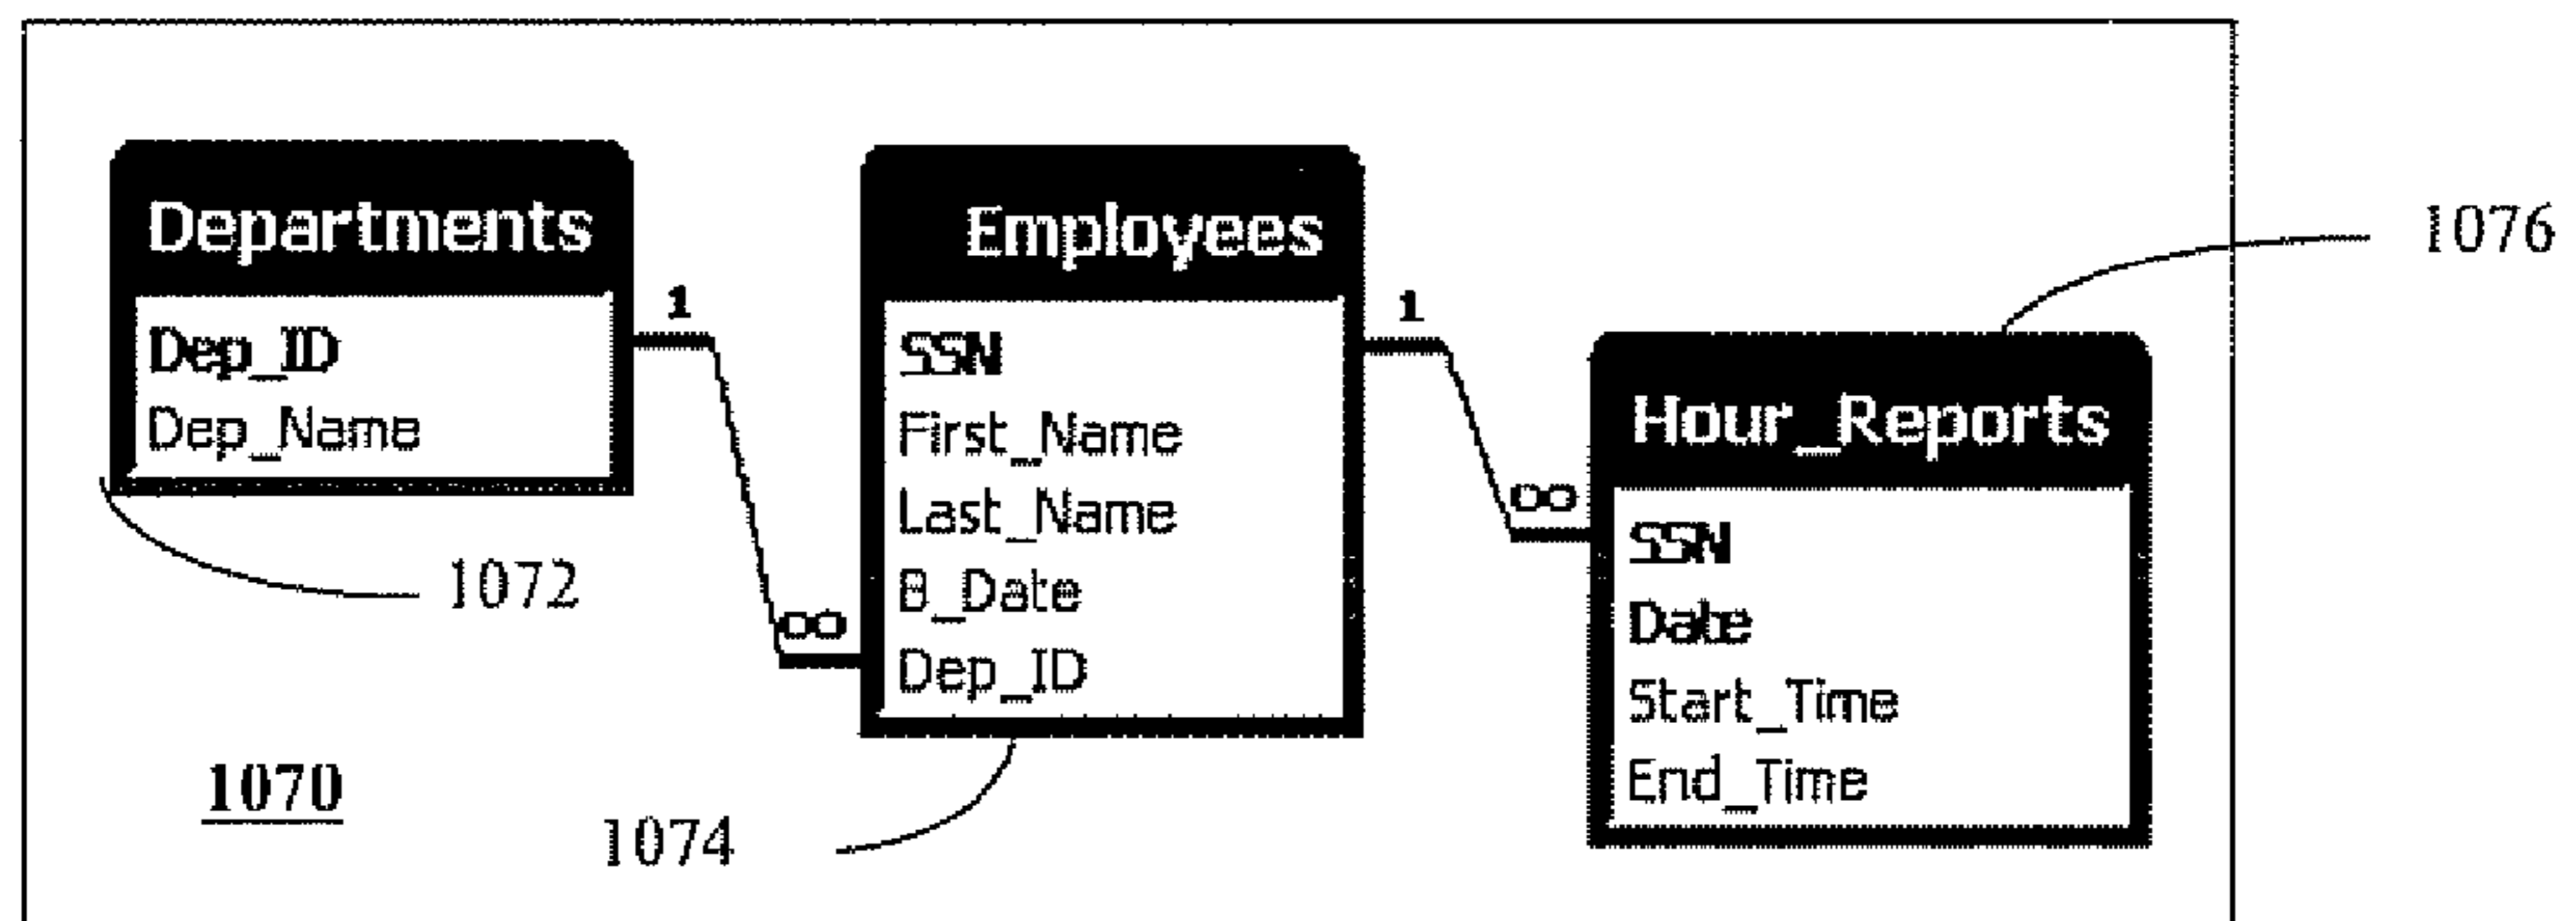 Departments
Dep_ID
Dep_Name
1072
1
∞
Employees
SSN
First_Name
Last_Name
B_Date
Dep_ID
1074
1
∞
Hour_Reports
SSN
Date
Start_Time
End_Time
1076
1070